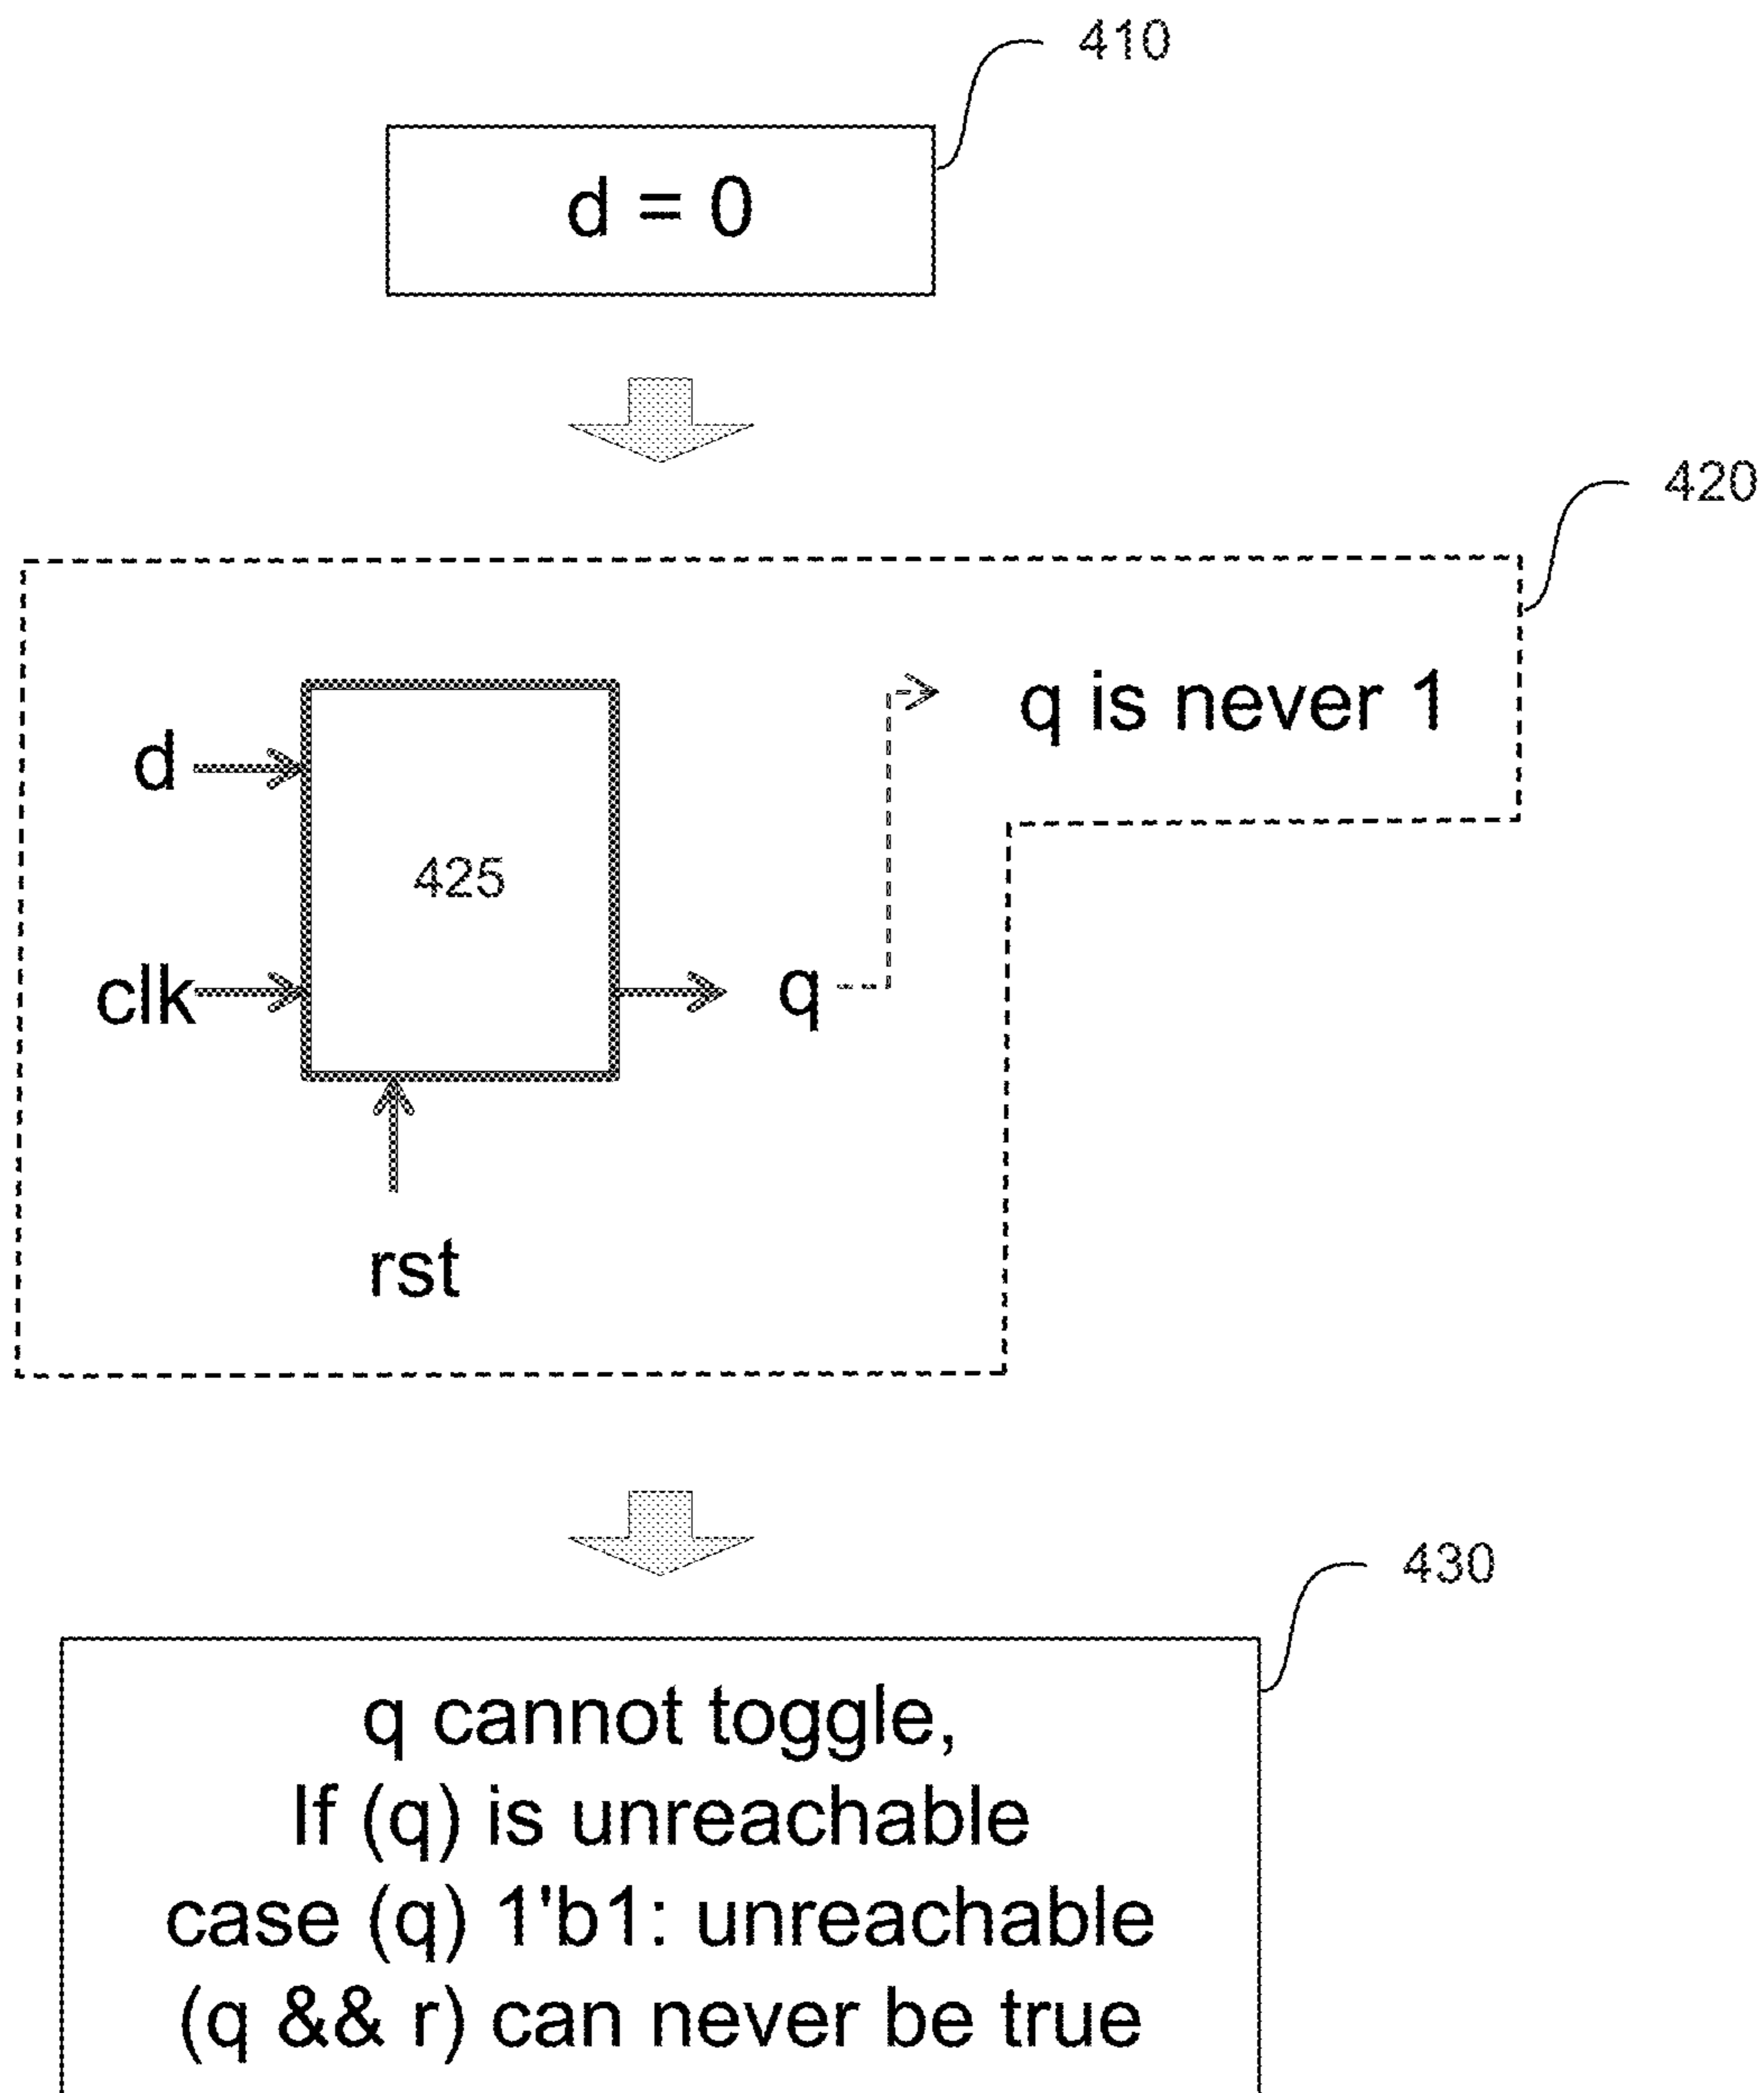 410
d = 0
420
q is never 1
d
425
clk
q
rst
430
q cannot toggle,
If (q) is unreachable
case (q) 1'b1: unreachable
(q && r) can never be true